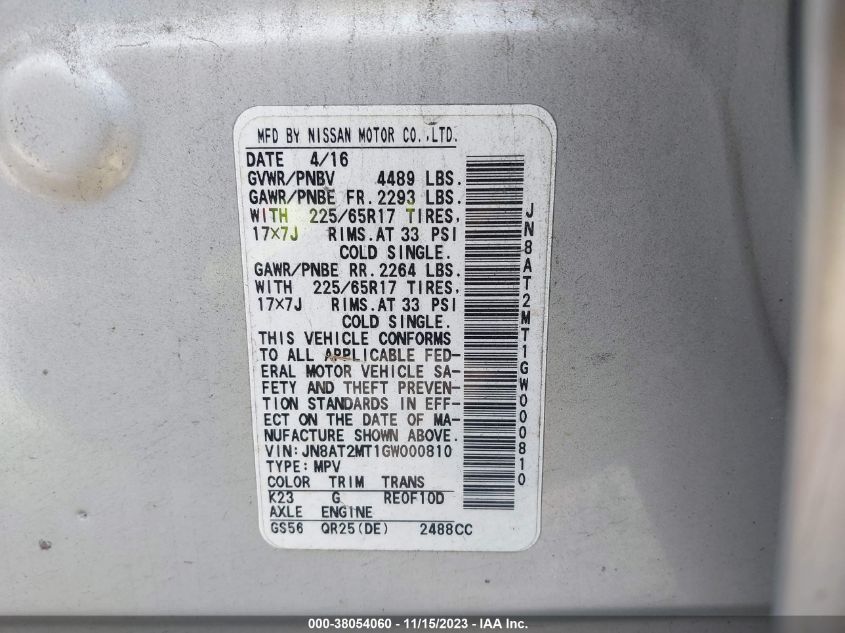 MFD BY NISSAN MOTOR CO.,LTD.
DATE 4/16
GVWR/PNBV 4489 LBS.
GAWR/PNBE FR. 2293 LBS.
WITH 225/65R17 TIRES,
17×7J RIMS.AT 33 PSI
COLD SINGLE.
GAWR/PNBE RR. 2264 LBS.
WITH 225/65R17 TIRES,
17×7J RIMS.AT 33 PSI
COLD SINGLE.
THIS VEHICLE CONFORMS
TO ALL APPLICABLE FED-
ERAL MOTOR VEHICLE SA-
FETY AND THEFT PREVEN-
TION STANDARDS IN EFF-
ECT ON THE DATE OF MA-
NUFACTURE SHOWN ABOVE.
VIN:JN8AT2MT1GW000810
TYPE:MPV
COLOR TRIM TRANS
K23 G RE0F10D
AXLE ENGINE
GS56 QR25(DE) 2488CC
JN8AT2MT1GW000810
000-38054060 - 11/15/2023 - IAA Inc.